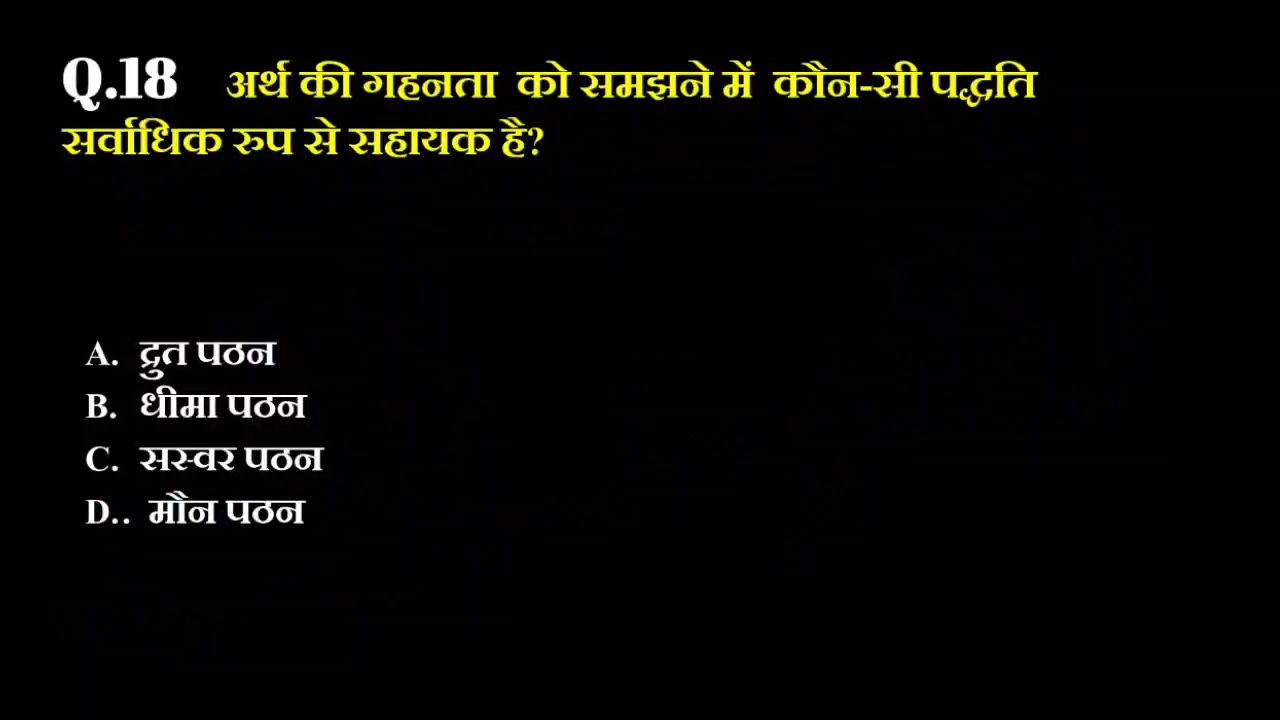 Q.18 अर्थ की गहनता को समझने में कौन-सी पद्धति
सर्वाधिक रुप से सहायक है?
A. द्रुत पठन
B. धीमा पठन
C. सस्वर पठन
D.. मौन पठन